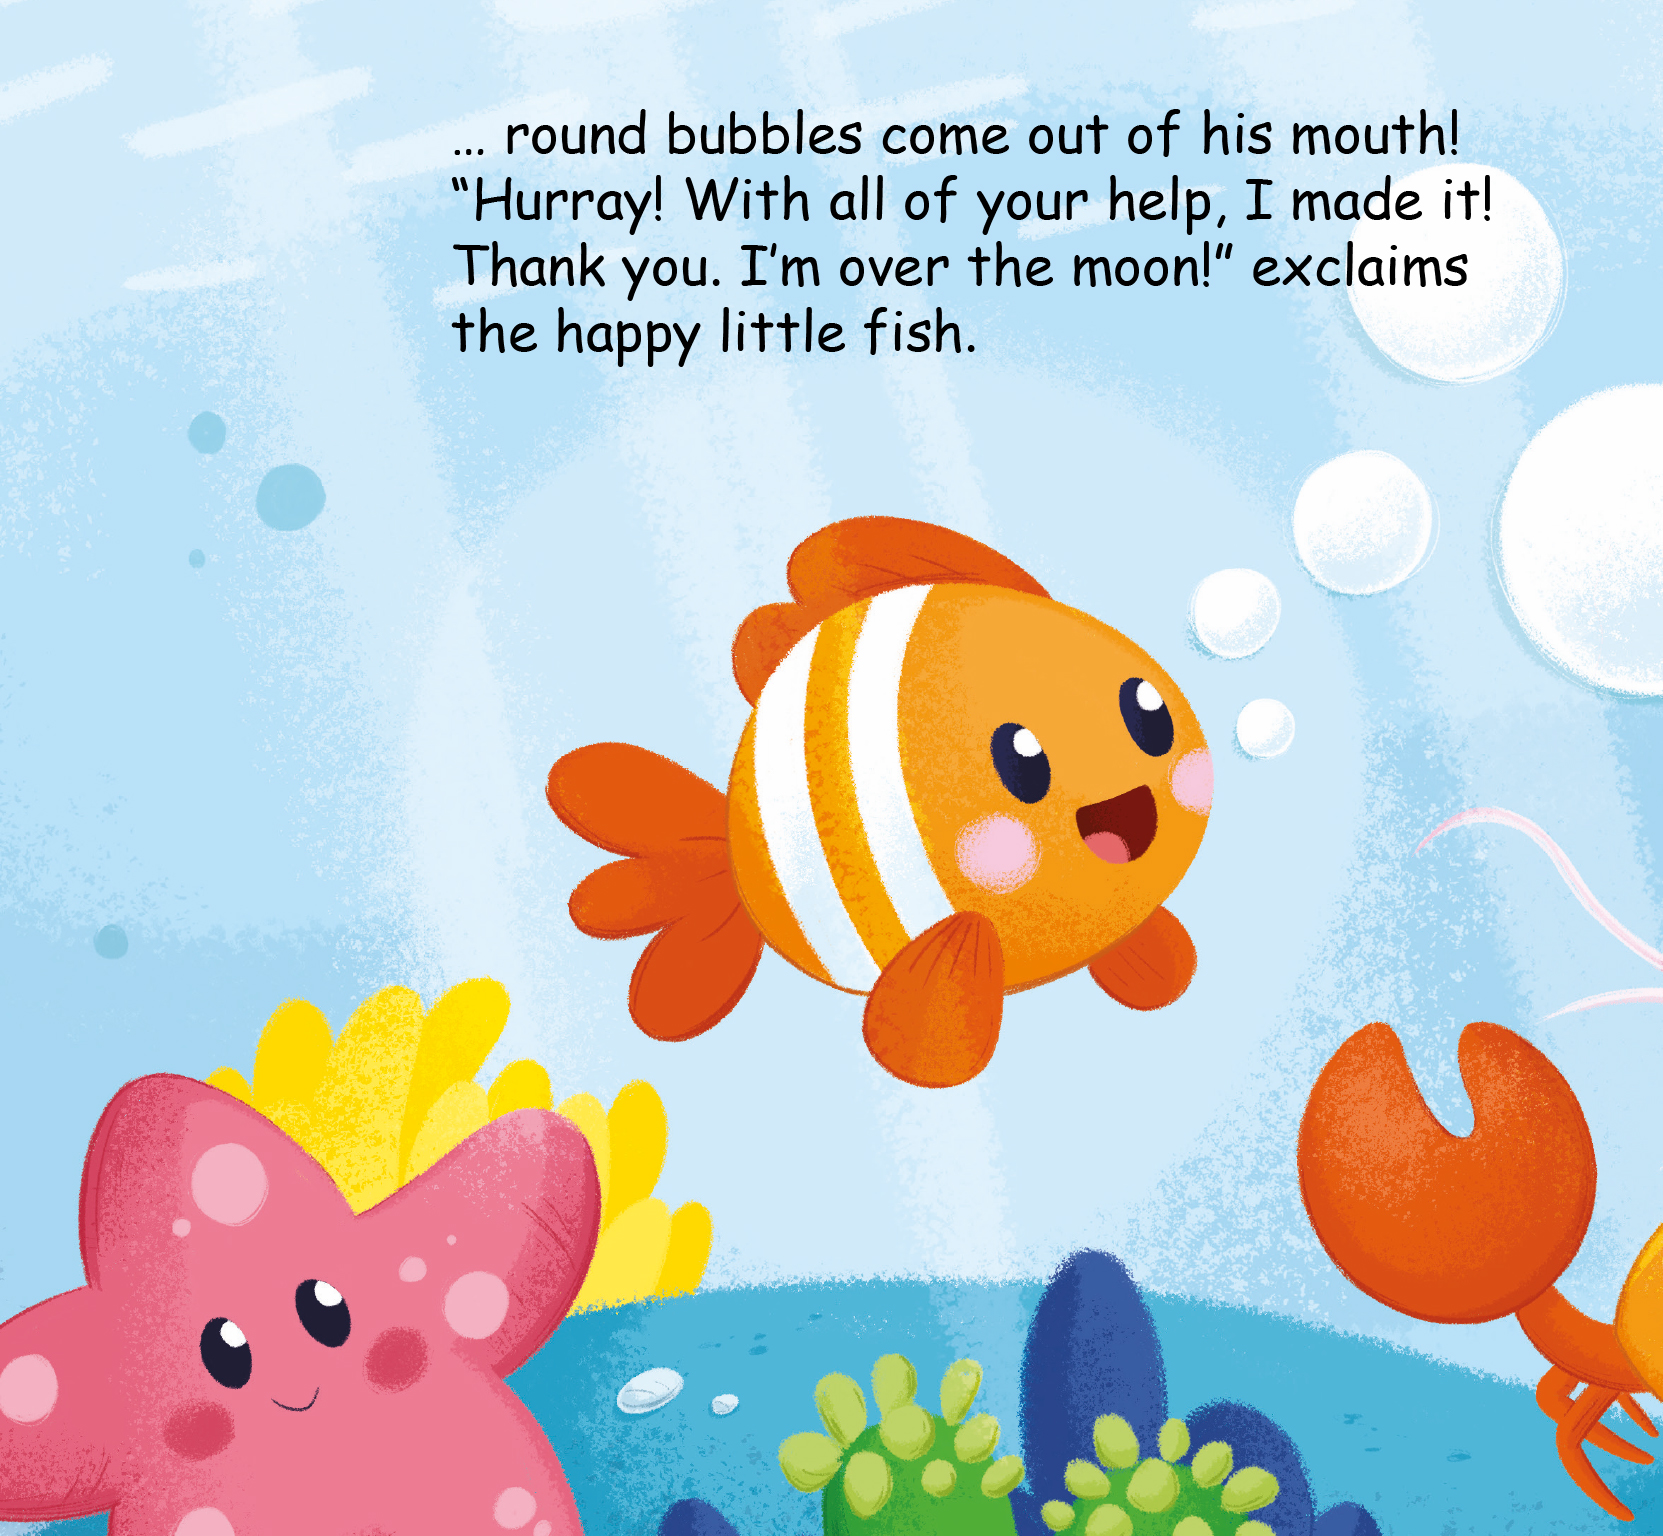 ... round bubbles come out of his mouth!
“Hurray! With all of your help, I made it!
Thank you. I’m over the moon!” exclaims
the happy little fish.